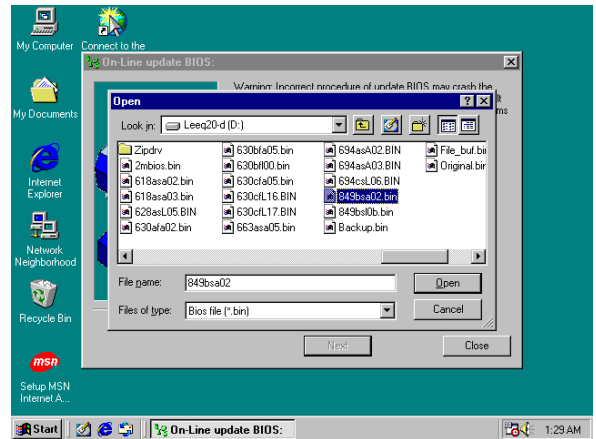 My Computer
Connect to the
On-Line update BIOS:
Warning: Incorrect procedure of update BIOS may crash the
My Documents
Internet
Explorer
Network
Neighborhood
Recycle Bin
Setup MSN
Internet A...
msn
Open
Look in:
Leeq20-d (D:)
Zipdrv
2mbios.bin
618asa02.bin
618asa03.bin
628asL05.BIN
630afa02.bin
630bfa05.bin
630bfl00.bin
630cfa05.bin
630cfL16.BIN
630cfL17.BIN
663asa05.bin
694asA02.BIN
694asA03.BIN
694csL06.BIN
849bsa02.bin
849bsl0b.bin
Backup.bin
File_buf.bi
Original.bin
File name:
849bsa02
Open
Files of type:
Bios file (*.bin)
Cancel
Next
Close
Start
On-Line update BIOS:
1:29 AM